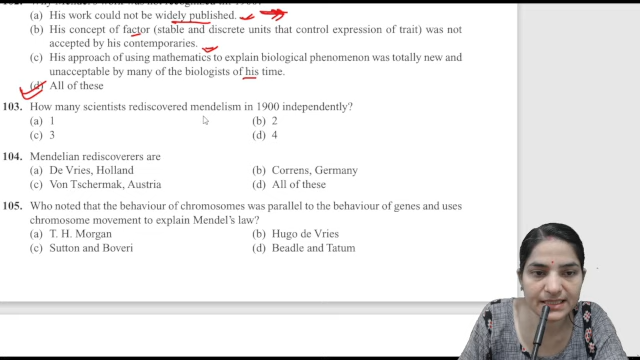 (a) His work could not be widely published.
(b) His concept of factor (stable and discrete units that control expression of trait) was not
accepted by his contemporaries.
(c) His approach of using mathematics to explain biological phenomenon was totally new and
unacceptable by many of the biologists of his time.
(d) All of these
103. How many scientists rediscovered mendelism in 1900 independently?
(a) 1 (b) 2
(c) 3 (d) 4
104. Mendelian rediscoverers are
(a) De Vries, Holland (b) Correns, Germany
(c) Von Tschermak, Austria (d) All of these
105. Who noted that the behaviour of chromosomes was parallel to the behaviour of genes and uses
chromosome movement to explain Mendel's law?
(a) T. H. Morgan (b) Hugo de Vries
(c) Sutton and Boveri (d) Beadle and Tatum